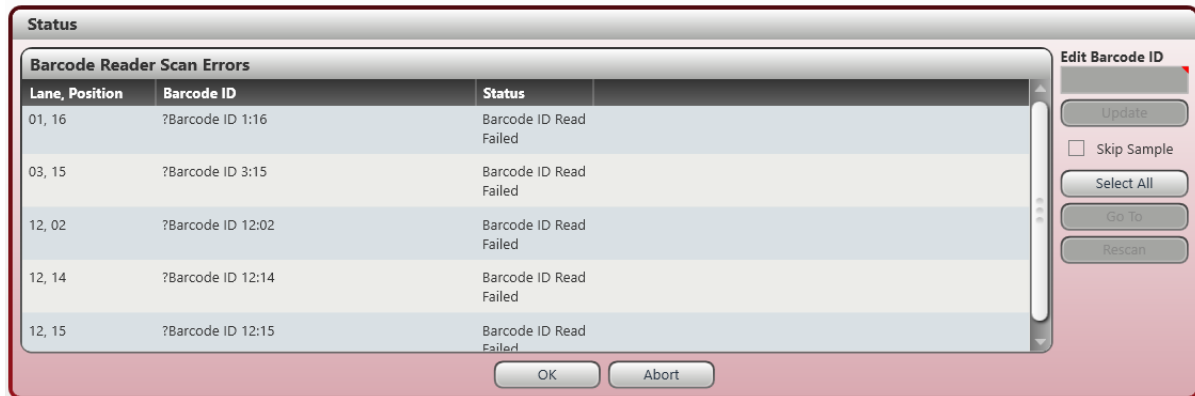 Status
Barcode Reader Scan Errors
Lane, Position Barcode ID Status
01, 16 ?Barcode ID 1:16 Barcode ID Read
Failed
03, 15 ?Barcode ID 3:15 Barcode ID Read
Failed
12, 02 ?Barcode ID 12:02 Barcode ID Read
Failed
12, 14 ?Barcode ID 12:14 Barcode ID Read
Failed
12, 15 ?Barcode ID 12:15 Barcode ID Read
Failed
Edit Barcode ID
Update
Skip Sample
Select All
Go To
Rescan
OK Abort